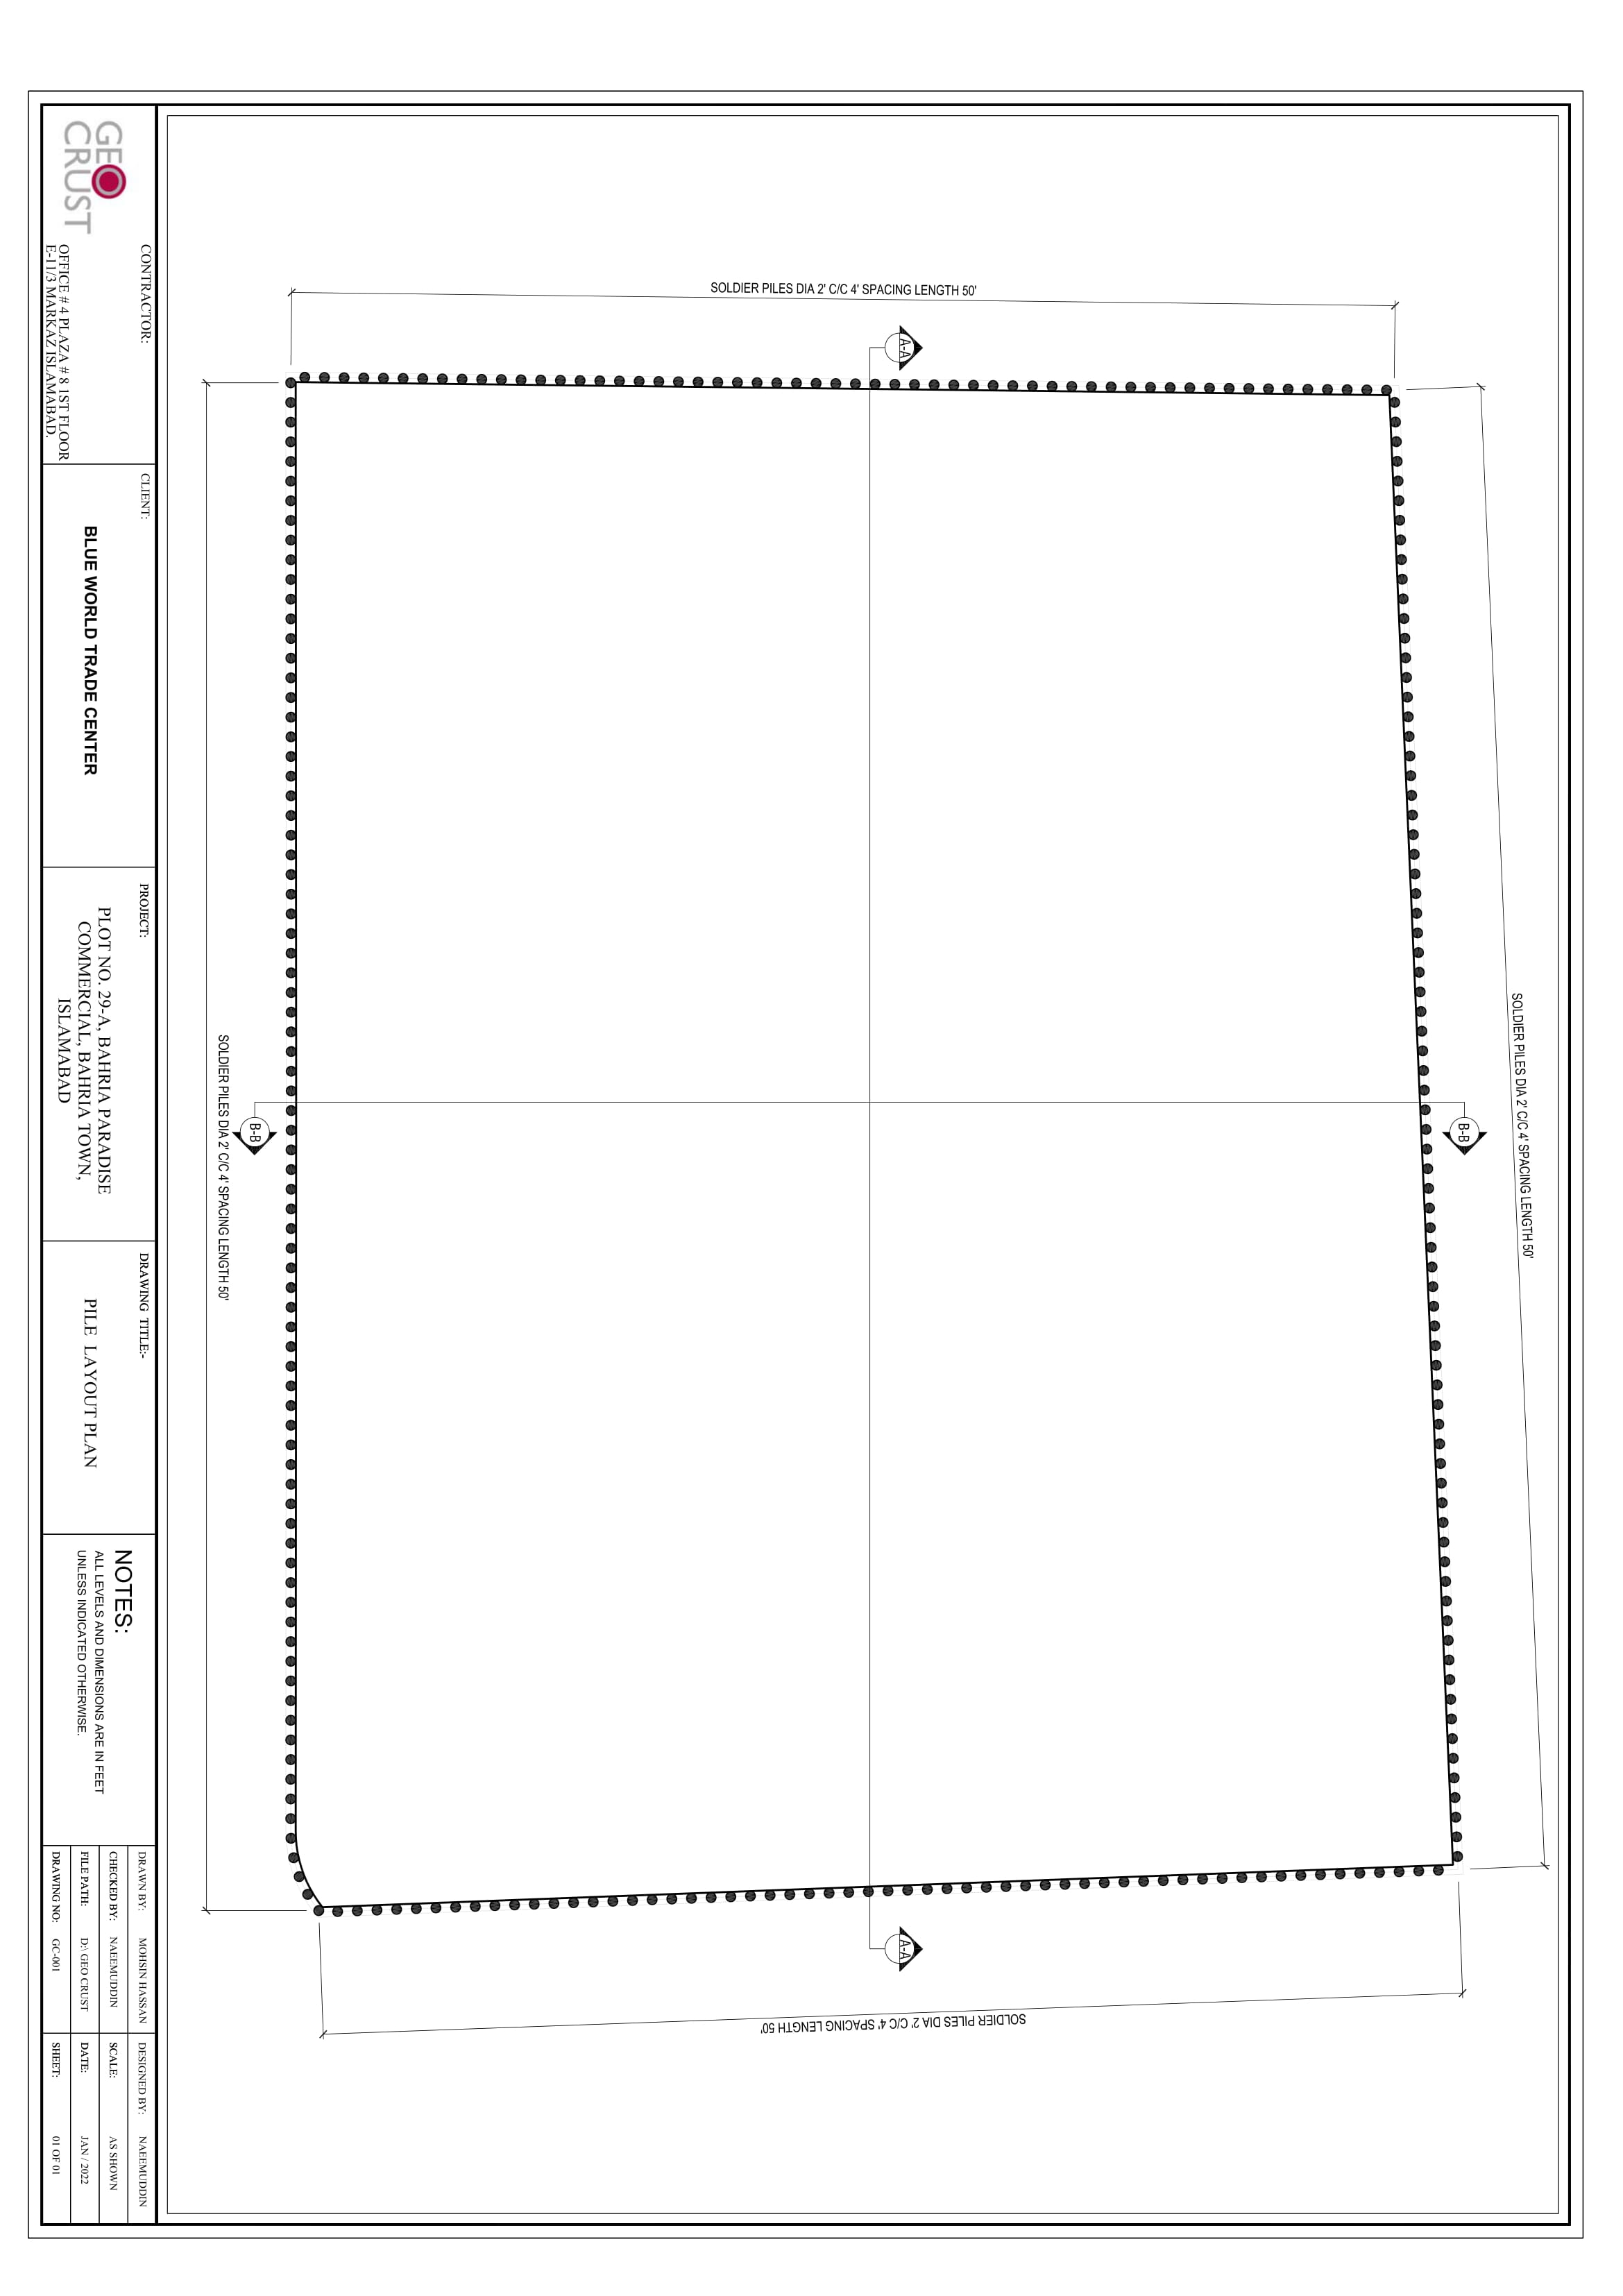 GEO
CRUST
CONTRACTOR:
OFFICE # 4 PLAZA # 8 1ST FLOOR
E-11/3 MARKAZ ISLAMABAD.
CLIENT:
BLUE WORLD TRADE CENTER
PROJECT:
PLOT NO. 29-A, BAHRIA PARADISE
COMMERCIAL, BAHRIA TOWN,
ISLAMABAD
DRAWING TITLE:-
PILE LAYOUT PLAN
NOTES:
ALL LEVELS AND DIMENSIONS ARE IN FEET
UNLESS INDICATED OTHERWISE.
DRAWN BY: MOHSIN HASSAN
DESIGNED BY: NAEEMUDDIN
CHECKED BY: NAEEMUDDIN
SCALE: AS SHOWN
FILE PATH: D:\ GEO CRUST
DATE: JAN / 2022
DRAWING NO: GC-001
SHEET: 01 OF 01
SOLDIER PILES DIA 2' C/C 4' SPACING LENGTH 50'
A-A
SOLDIER PILES DIA 2' C/C 4' SPACING LENGTH 50'
B-B
SOLDIER PILES DIA 2' C/C 4' SPACING LENGTH 50'
B-B
A-A
SOLDIER PILES DIA 2' C/C 4' SPACING LENGTH 50'